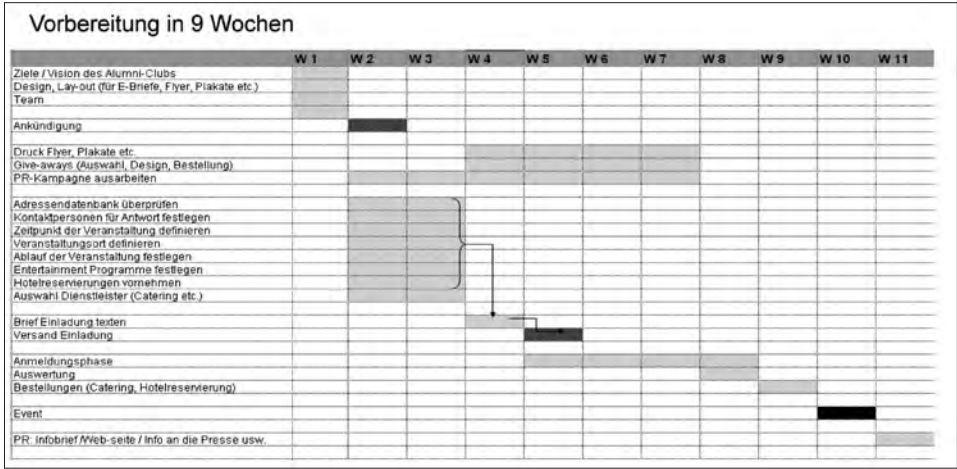 Vorbereitung in 9 Wochen
W 1 W 2 W 3 W 4 W 5 W 6 W 7 W 8 W 9 W 10 W 11
Ziele / Vision des Alumni-Clubs
Design, Lay-out (für E-Briefe, Flyer, Plakate etc.)
Team
Ankündigung
Druck Flyer, Plakate etc.
Give-aways (Auswahl, Design, Bestellung)
PR-Kampagne ausarbeiten
Adressendatenbank überprüfen
Kontaktpersonen für Antwort festlegen
Zeitpunkt der Veranstaltung definieren
Veranstaltungsort definieren
Ablauf der Veranstaltung festlegen
Entertainment Programme festlegen
Hotelreservierungen vornehmen
Auswahl Dienstleister (Catering etc.)
Brief Einladung texten
Versand Einladung
Anmeldungsphase
Auswertung
Bestellungen (Catering, Hotelreservierung)
Event
PR: Infobrief /Web-seite / Info an die Presse usw.